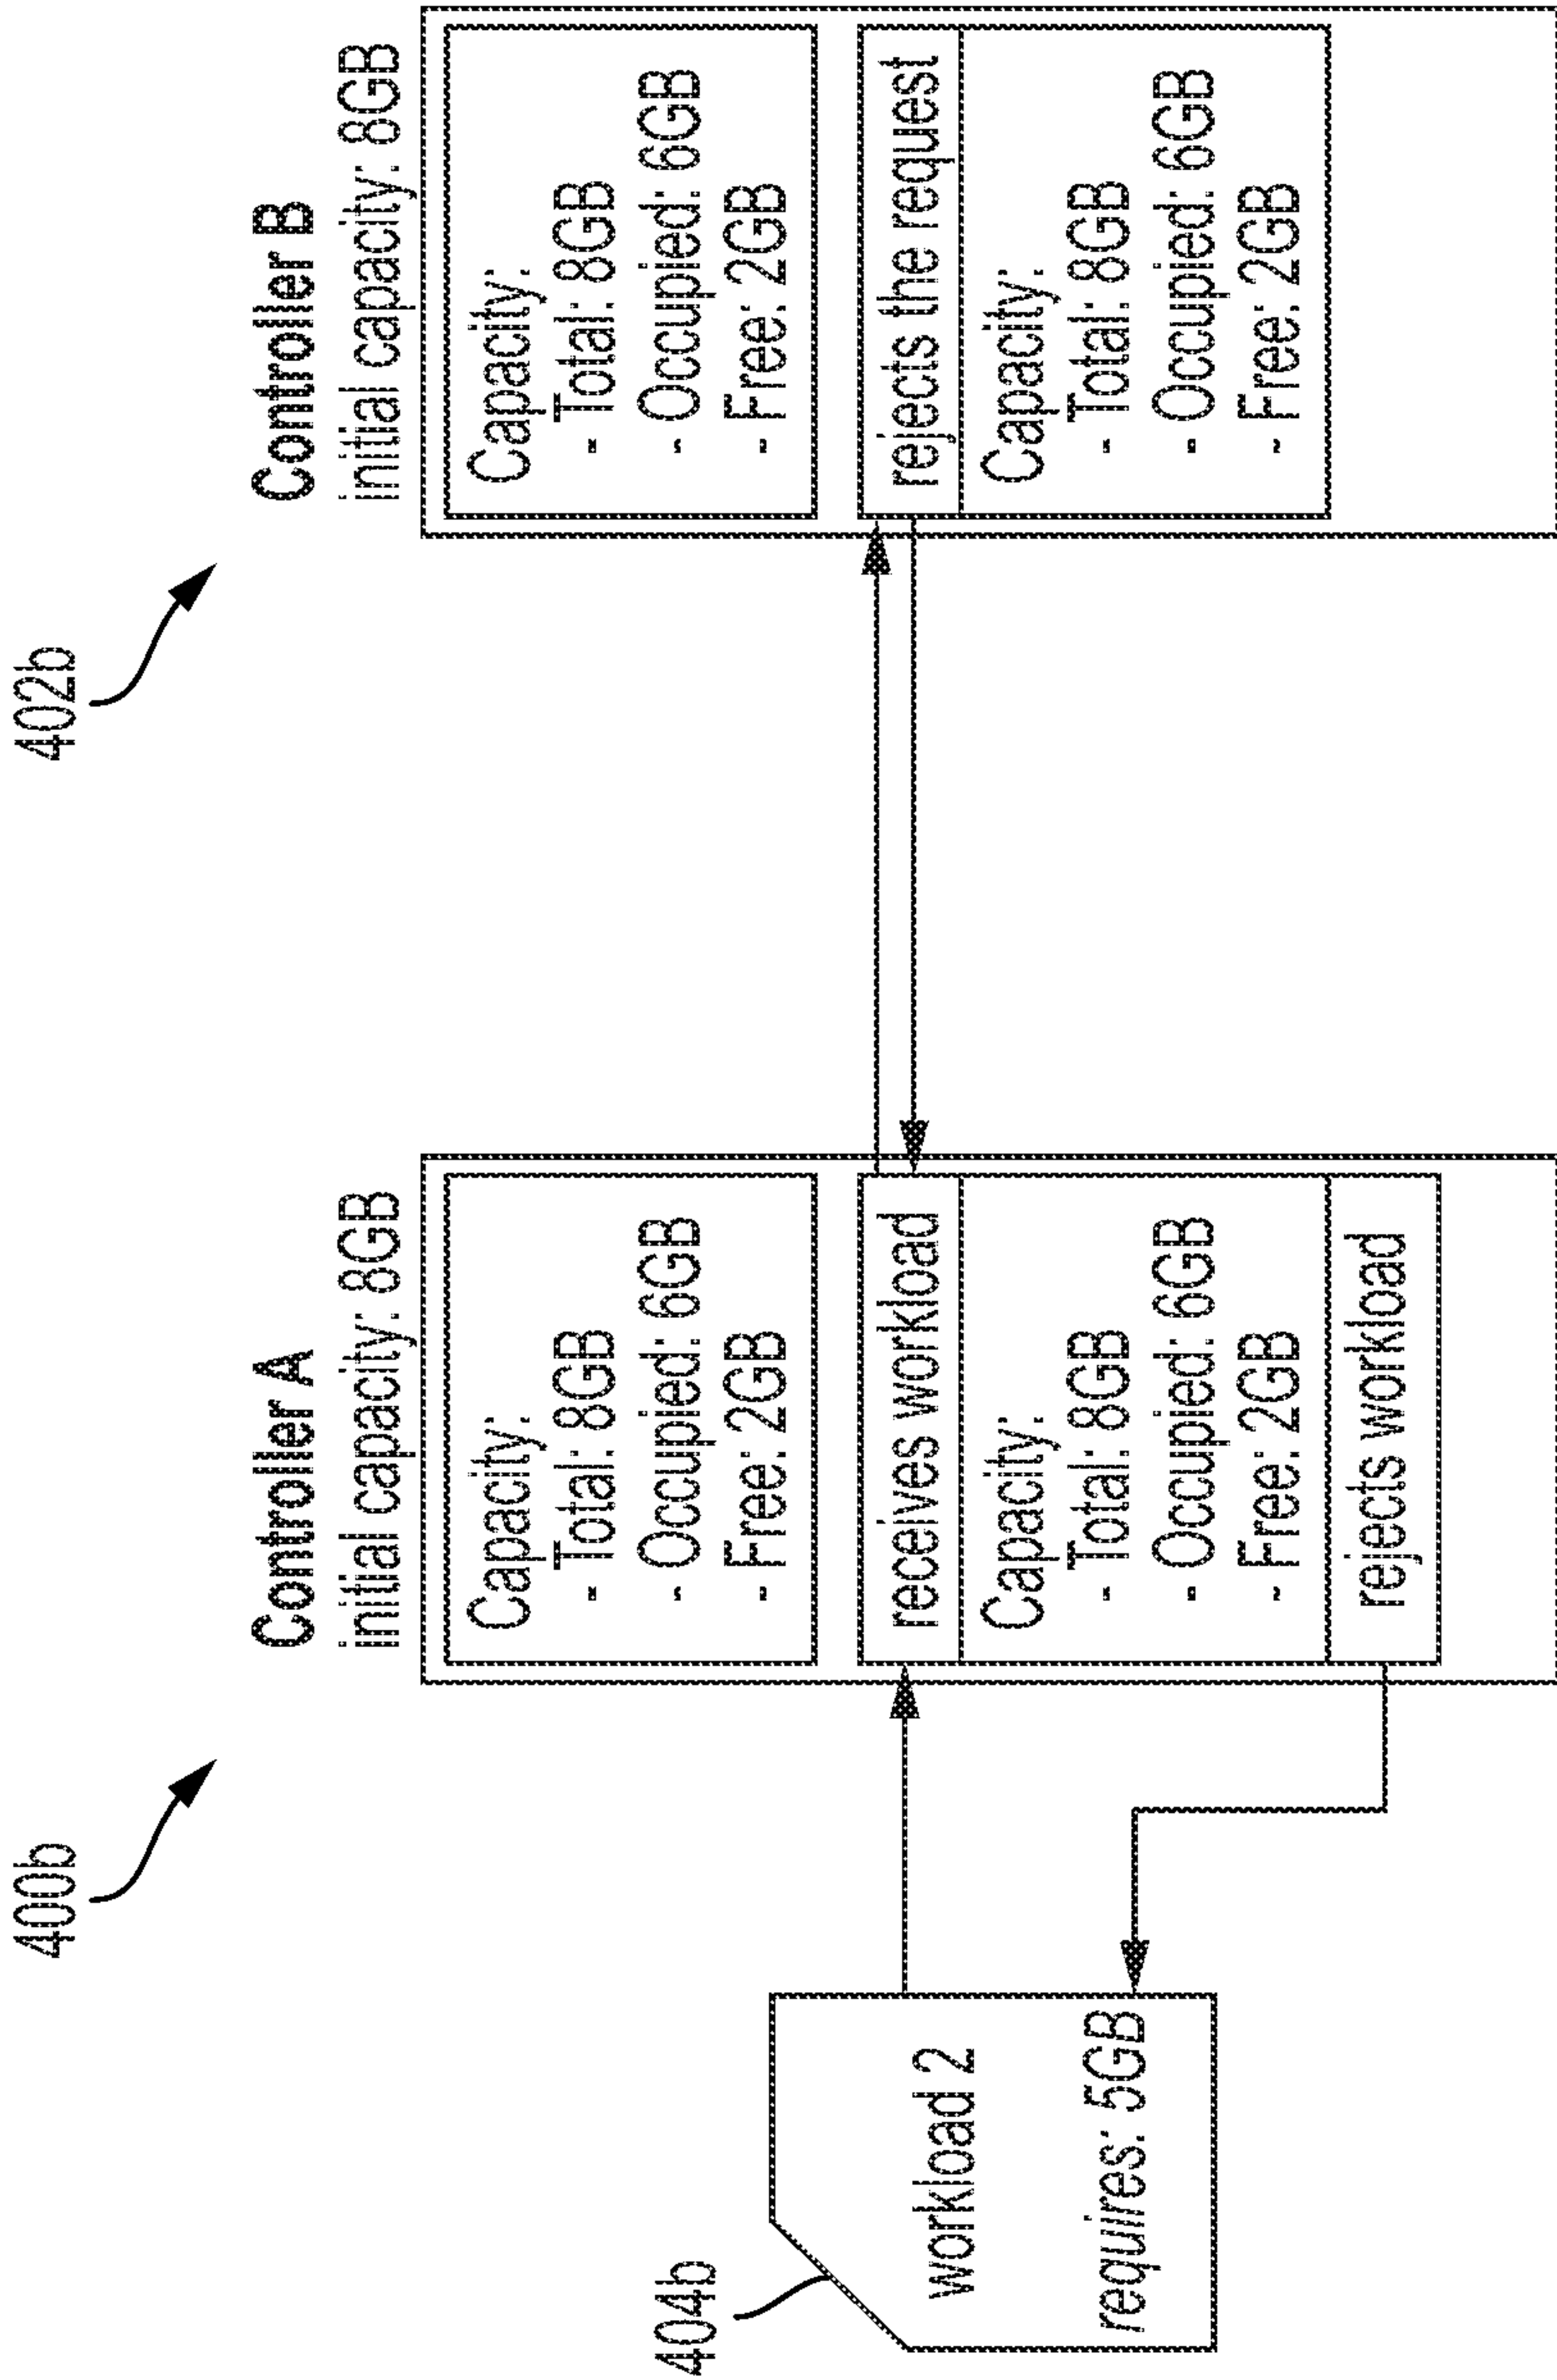 400b
402b
Controller A
initial capacity: 8GB
Controller B
initial capacity: 8GB
404b
workload 2
requires: 5GB
Capacity:
- Total: 8GB
- Occupied: 6GB
- Free: 2GB
receives workload
Capacity:
- Total: 8GB
- Occupied: 6GB
- Free: 2GB
rejects workload
Capacity:
- Total: 8GB
- Occupied: 6GB
- Free: 2GB
rejects the request
Capacity:
- Total: 8GB
- Occupied: 6GB
- Free: 2GB